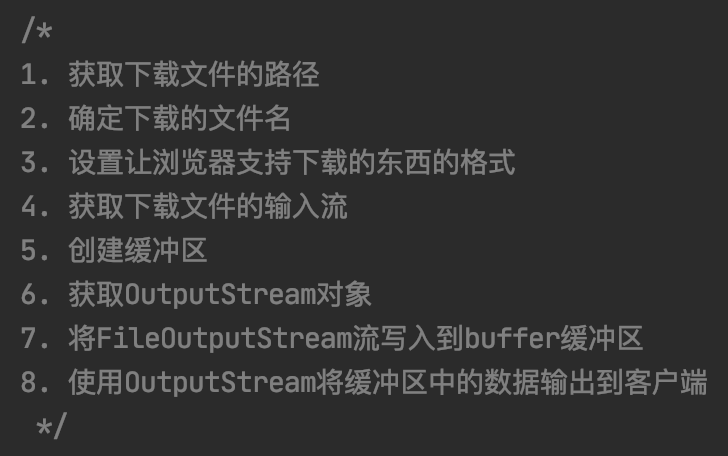 /*
1. 获取下载文件的路径
2. 确定下载的文件名
3. 设置让浏览器支持下载的东西的格式
4. 获取下载文件的输入流
5. 创建缓冲区
6. 获取OutputStream对象
7. 将FileOutputStream流写入到buffer缓冲区
8. 使用OutputStream将缓冲区中的数据输出到客户端
*/